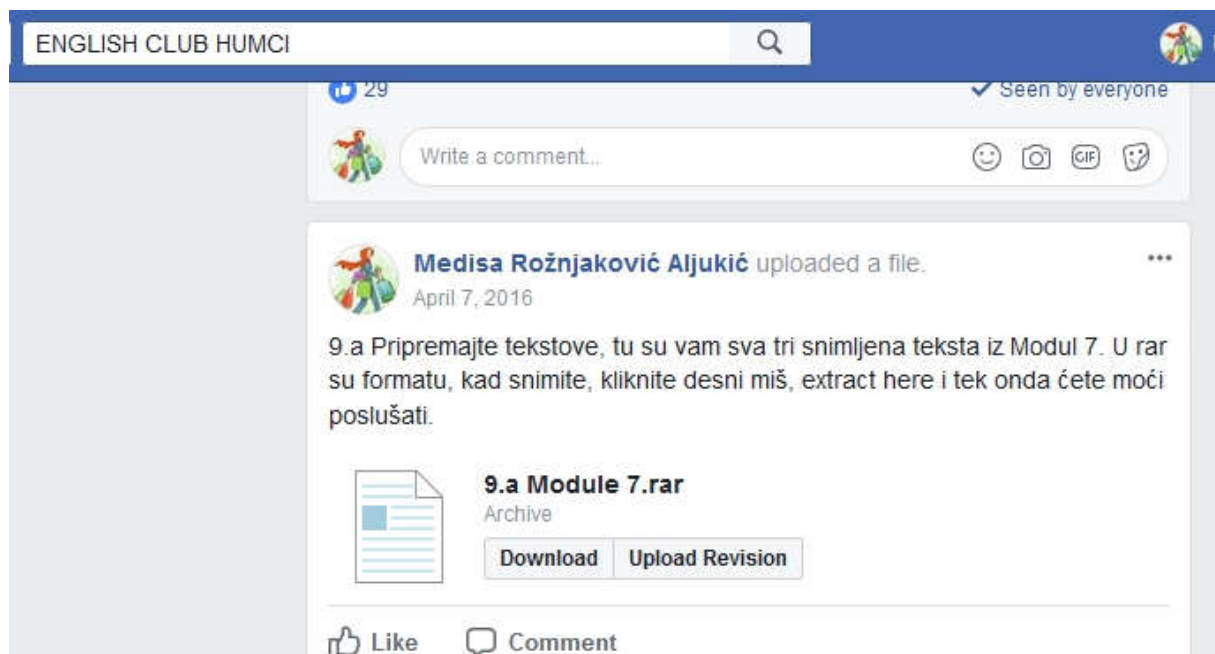 ENGLISH CLUB HUMCI
29
Seen by everyone
Write a comment...
GIF
Medisa Rožnjaković Aljukić uploaded a file.
April 7, 2016
9.a Pripremajte tekstove, tu su vam sva tri snimljena teksta iz Modul 7. U rar
su formatu, kad snimite, kliknite desni miš, extract here i tek onda ćete moći
poslušati.
9.a Module 7.rar
Archive
Download Upload Revision
Like Comment